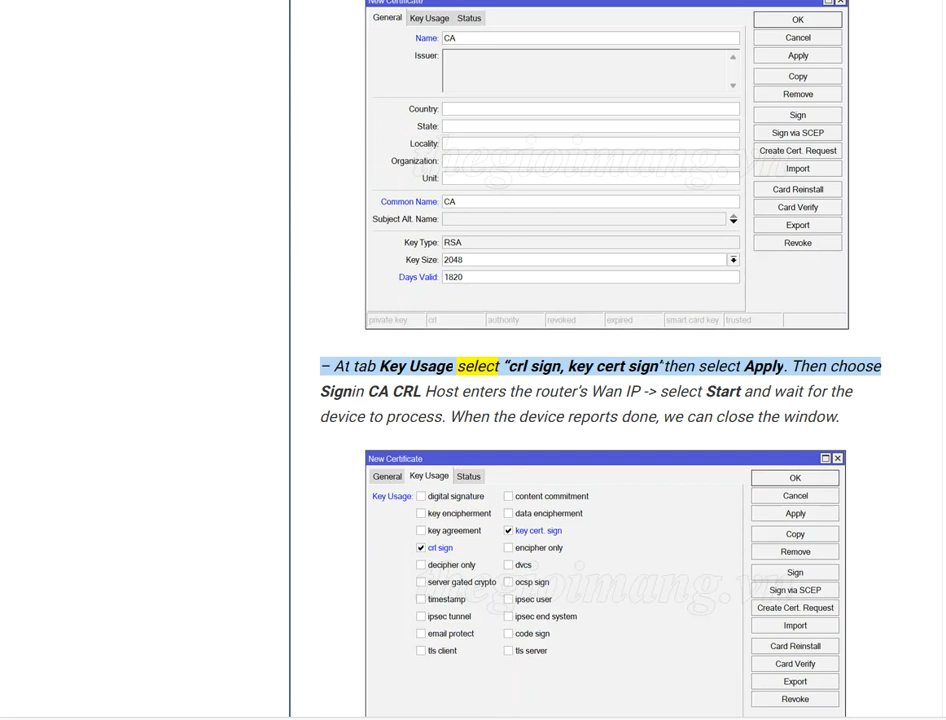 New Certificate
General Key Usage Status
OK
Name: CA
Cancel
Issuer:
Apply
Copy
Remove
Country:
Sign
State:
Sign via SCEP
Locality:
Create Cert. Request
Organization:
Import
Unit:
Card Reinstall
Common Name: CA
Card Verify
Subject Alt. Name:
Export
Key Type: RSA
Revoke
Key Size: 2048
Days Valid: 1820
thegioimang.vn
private key crl authority revoked expired smart card key trusted
– At tab Key Usage select “crl sign, key cert sign’ then select Apply. Then choose
Signin CA CRL Host enters the router’s Wan IP -> select Start and wait for the
device to process. When the device reports done, we can close the window.
New Certificate
General Key Usage Status
OK
Key Usage: digital signature content commitment
Cancel
key encipherment data encipherment
Apply
key agreement key cert. sign
Copy
crl sign encipher only
Remove
decipher only dvcs
Sign
server gated crypto ocsp sign
Sign via SCEP
timestamp ipsec user
Create Cert. Request
ipsec tunnel ipsec end system
Import
email protect code sign
Card Reinstall
tls client tls server
Card Verify
Export
Revoke
thegioimang.vn